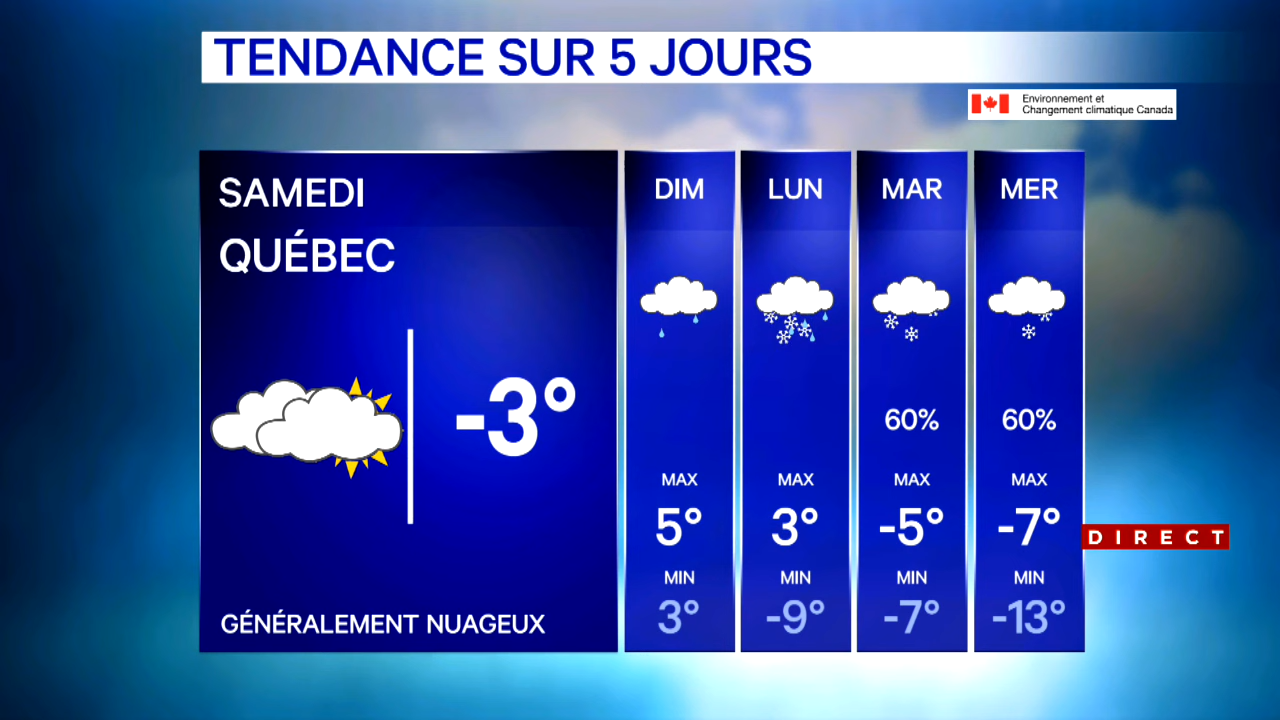 TENDANCE SUR 5 JOURS
Environnement et
Changement climatique Canada
SAMEDI
QUÉBEC
-3°
GÉNÉRALEMENT NUAGEUX
DIM
MAX
5°
MIN
3°
LUN
MAX
3°
MIN
-9°
MAR
60%
MAX
-5°
MIN
-7°
MER
60%
MAX
-7°
MIN
-13°
DIRECT